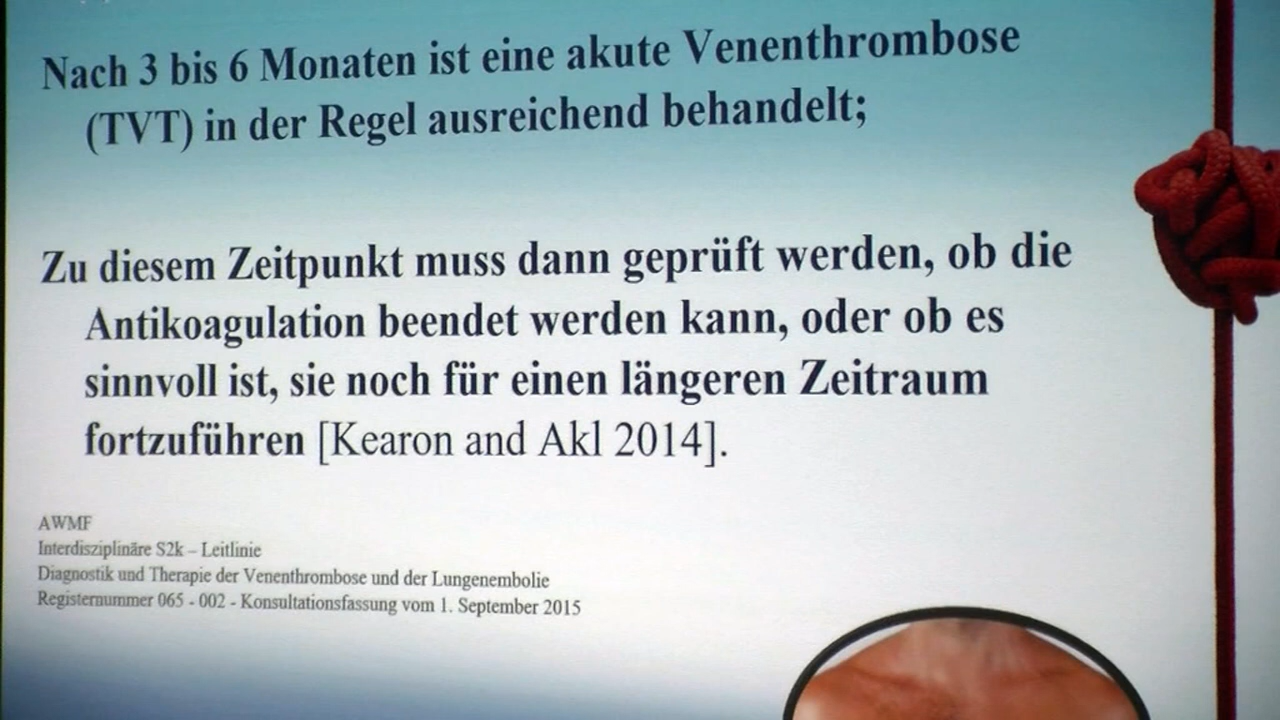 Nach 3 bis 6 Monaten ist eine akute Venenthrombose
(TVT) in der Regel ausreichend behandelt;
Zu diesem Zeitpunkt muss dann geprüft werden, ob die
Antikoagulation beendet werden kann, oder ob es
sinnvoll ist, sie noch für einen längeren Zeitraum
fortzuführen [Kearon and Akl 2014].
AWMF
Interdisziplinäre S2k – Leitlinie
Diagnostik und Therapie der Venenthrombose und der Lungenembolie
Registernummer 065 - 002 - Konsultationsfassung vom 1. September 2015